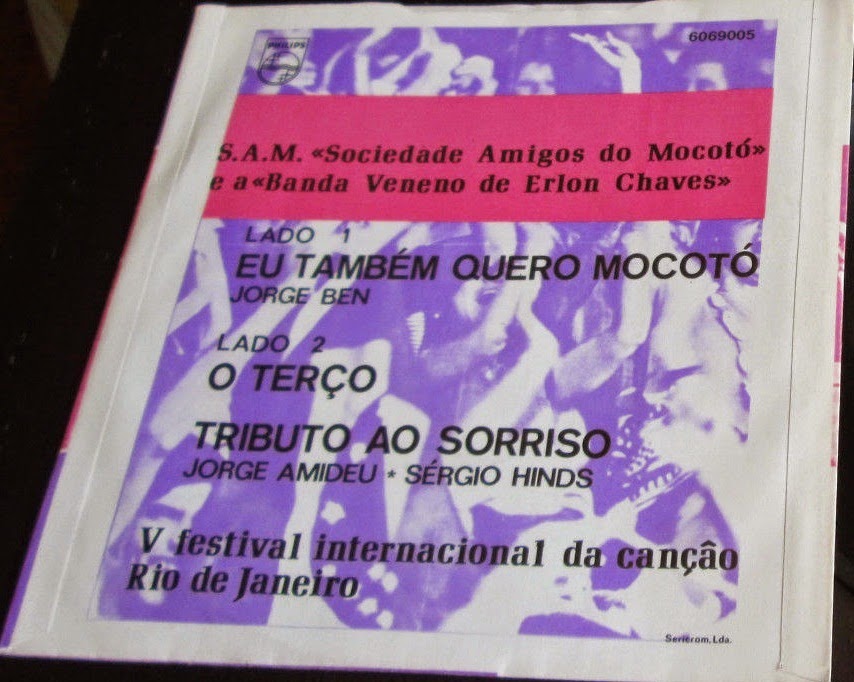 PHILIPS
6069005
S.A.M. «Sociedade Amigos do Mocotó»
e a «Banda Veneno de Erlon Chaves»
LADO 1
EU TAMBÉM QUERO MOCOTÓ
JORGE BEN
LADO 2
O TERÇO
TRIBUTO AO SORRISO
JORGE AMIDEU * SÉRGIO HINDS
V festival internacional da canção
Rio de Janeiro
Sericrom, Lda.